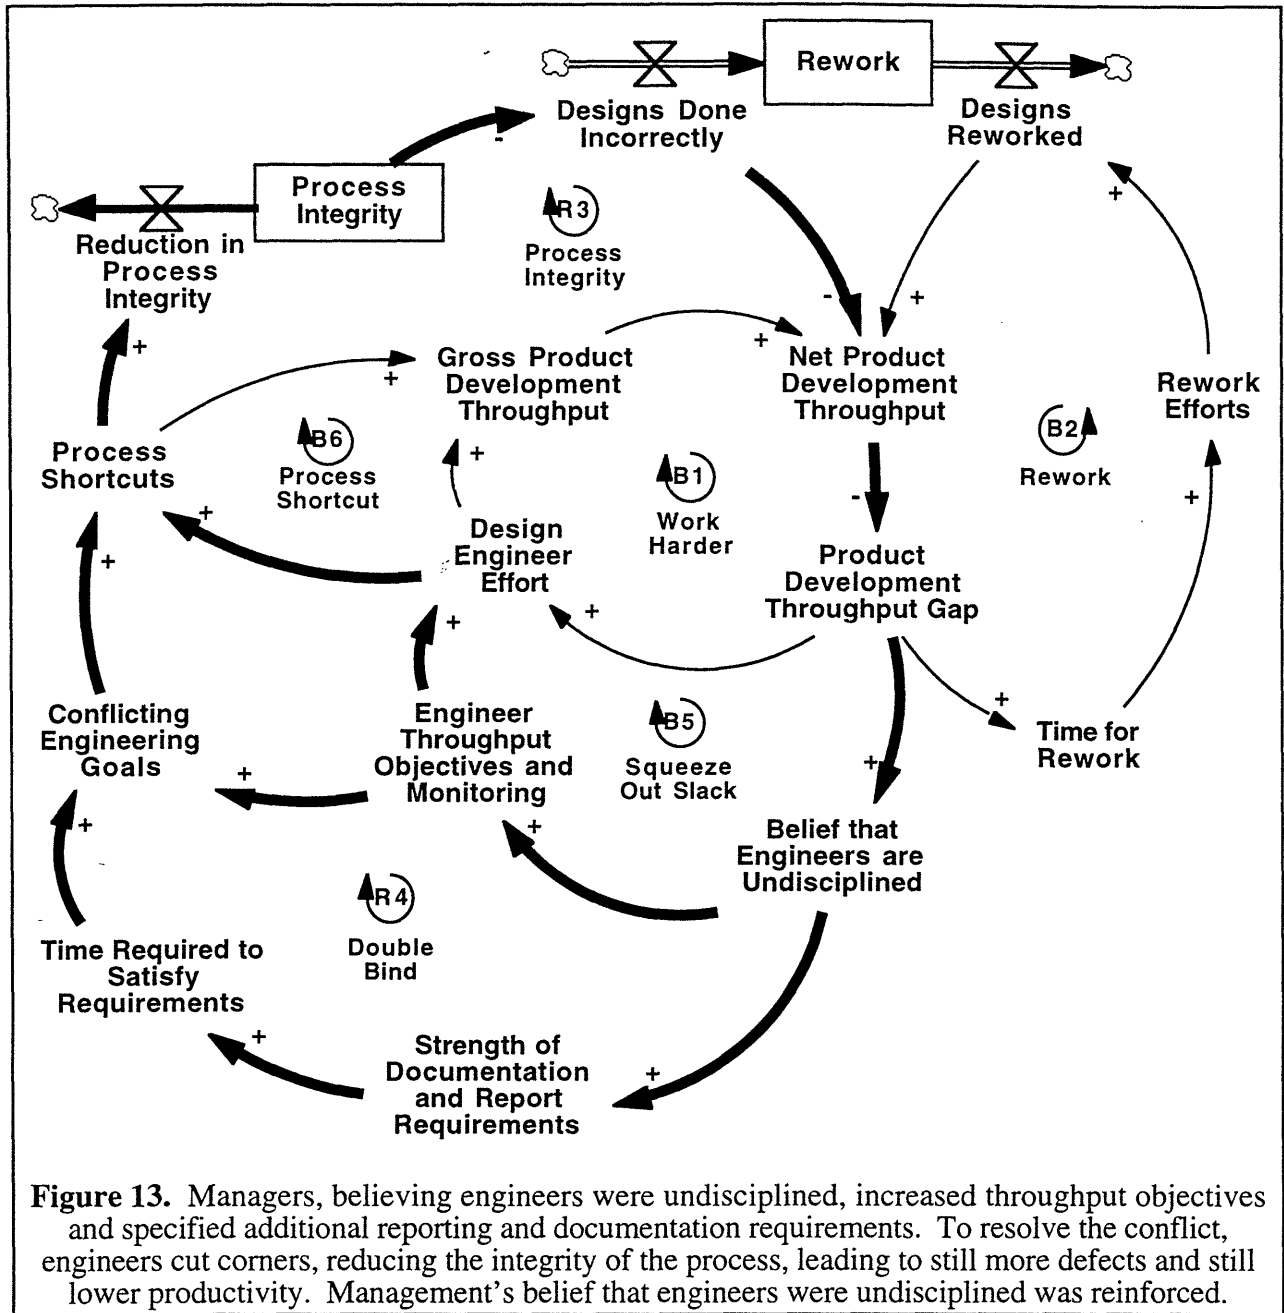 Rework
Designs Done
Incorrectly
Designs
Reworked
-
+
Process
Integrity
R3
Process
Integrity
Reduction in
Process
Integrity
-
+
+
+
+
Gross Product
Development
Throughput
Net Product
Development
Throughput
Rework
Efforts
B6
Process
Shortcut
Process
Shortcuts
+
B1
Work
Harder
B2
Rework
-
+
+
+
Design
Engineer
Effort
Product
Development
Throughput Gap
+
+
Conflicting
Engineering
Goals
Engineer
Throughput
Objectives and
Monitoring
B5
Squeeze
Out Slack
+
Time for
Rework
+
+
+
+
Belief that
Engineers are
Undisciplined
R4
Double
Bind
Time Required to
Satisfy
Requirements
+
Strength of
Documentation
and Report
Requirements
+
Figure 13. Managers, believing engineers were undisciplined, increased throughput objectives
and specified additional reporting and documentation requirements. To resolve the conflict,
engineers cut corners, reducing the integrity of the process, leading to still more defects and still
lower productivity. Management's belief that engineers were undisciplined was reinforced.